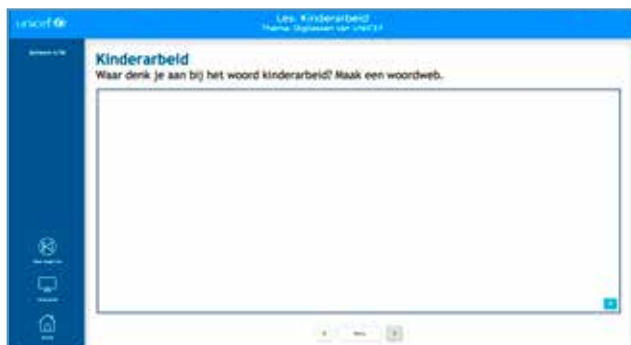 unicef
Les: Kinderarbeid
Thema: Digilessen van UNICEF
Kinderarbeid
Waar denk je aan bij het woord kinderarbeid? Maak een woordweb.